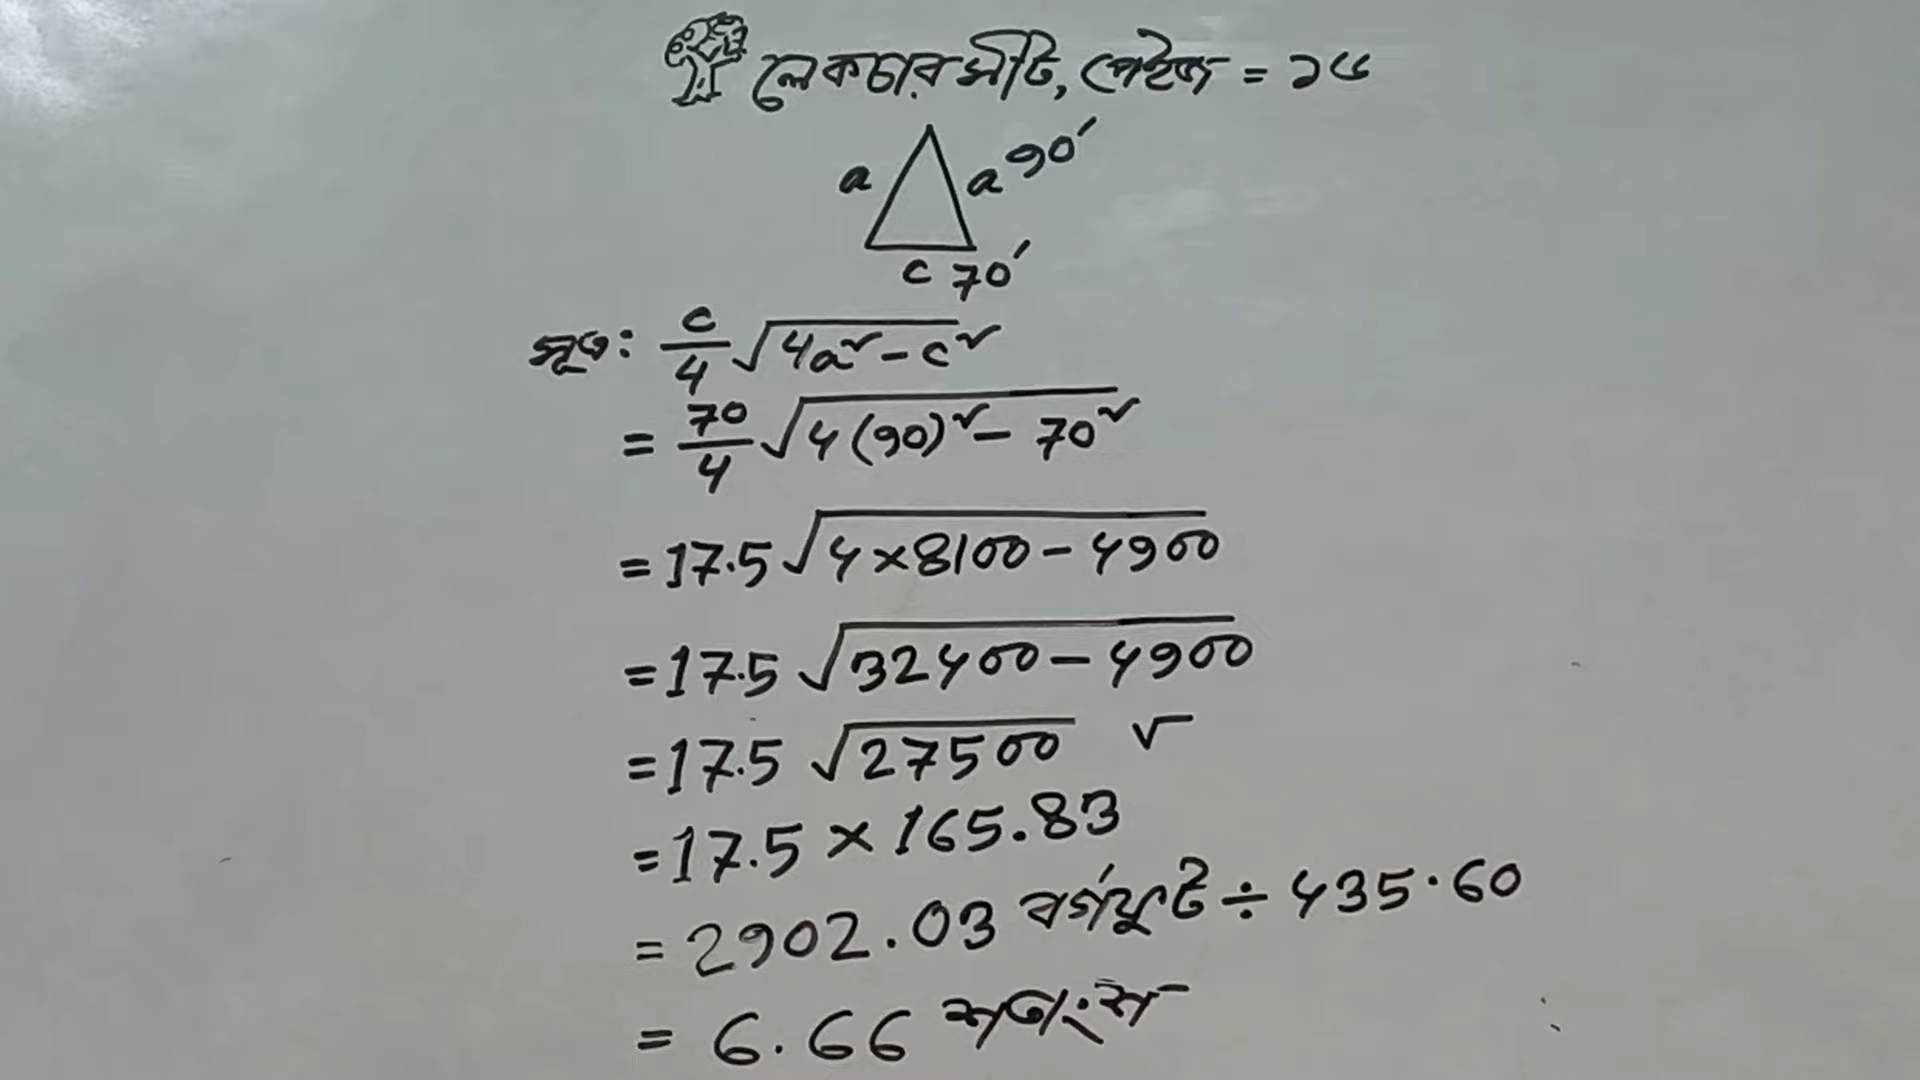 লেকচার সীট, পেইজ = ১৬
a a 90′
c 70′
সূত্র: c/4 √4a² - c²
= 70/4 √4(90)² - 70²
= 17.5 √4×8100 - 4900
= 17.5 √32400 - 4900
= 17.5 √27500 √
= 17.5 × 165.83
= 2902.03 বর্গফুট ÷ 435.60
= 6.66 শতাংশ